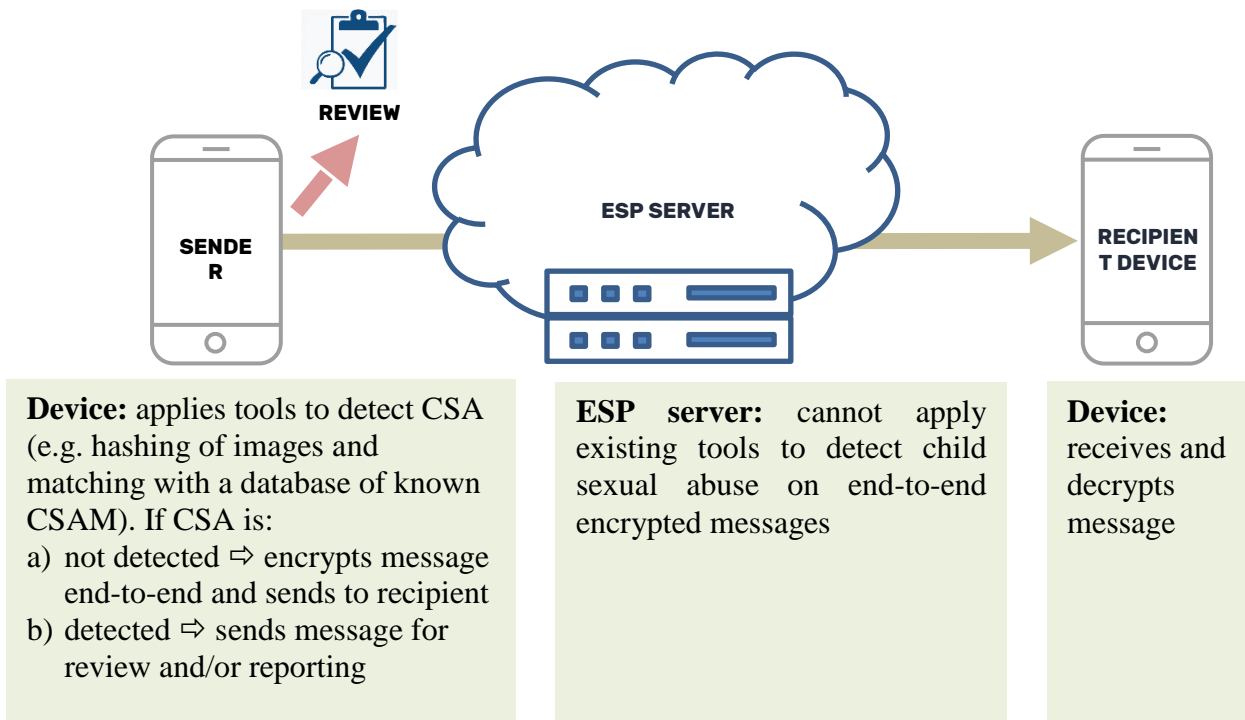 REVIEW
ESP SERVER
SENDE
R
RECIPIEN
T DEVICE
Device: applies tools to detect CSA
(e.g. hashing of images and
matching with a database of known
CSAM). If CSA is:
a) not detected ⇨ encrypts message
end-to-end and sends to recipient
b) detected ⇨ sends message for
review and/or reporting
ESP server: cannot apply
existing tools to detect child
sexual abuse on end-to-end
encrypted messages
Device:
receives and
decrypts
message